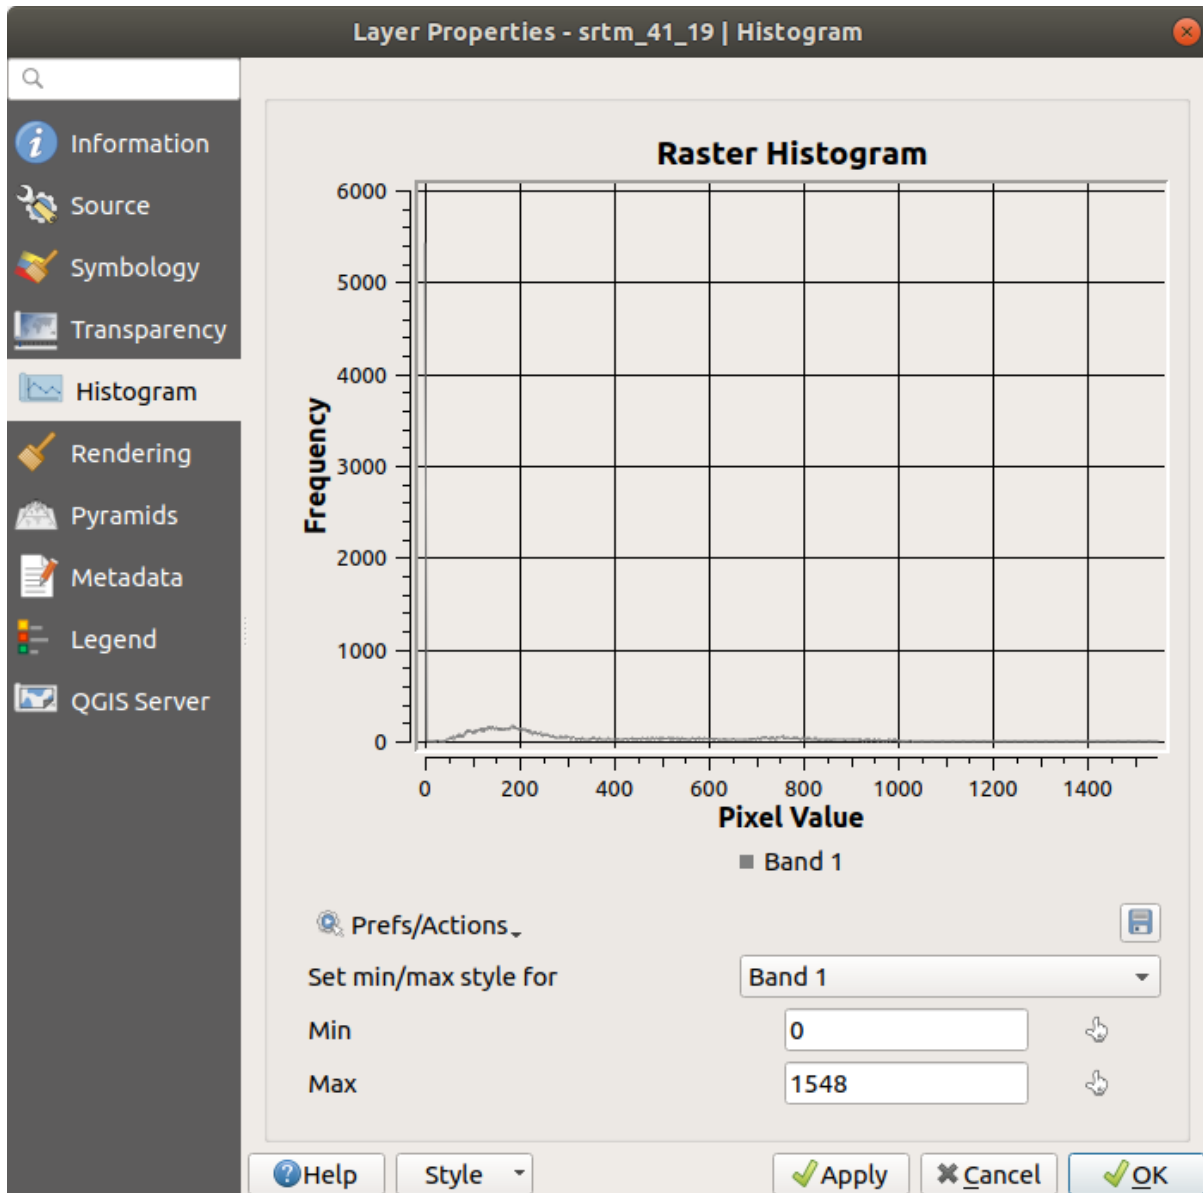 Layer Properties - srtm_41_19 | Histogram
Information
Source
Symbology
Transparency
Histogram
Rendering
Pyramids
Metadata
Legend
QGIS Server
Raster Histogram
Frequency
6000
5000
4000
3000
2000
1000
0
0 200 400 600 800 1000 1200 1400
Pixel Value
Band 1
Prefs/Actions
Set min/max style for Band 1
Min 0
Max 1548
Help Style Apply Cancel OK